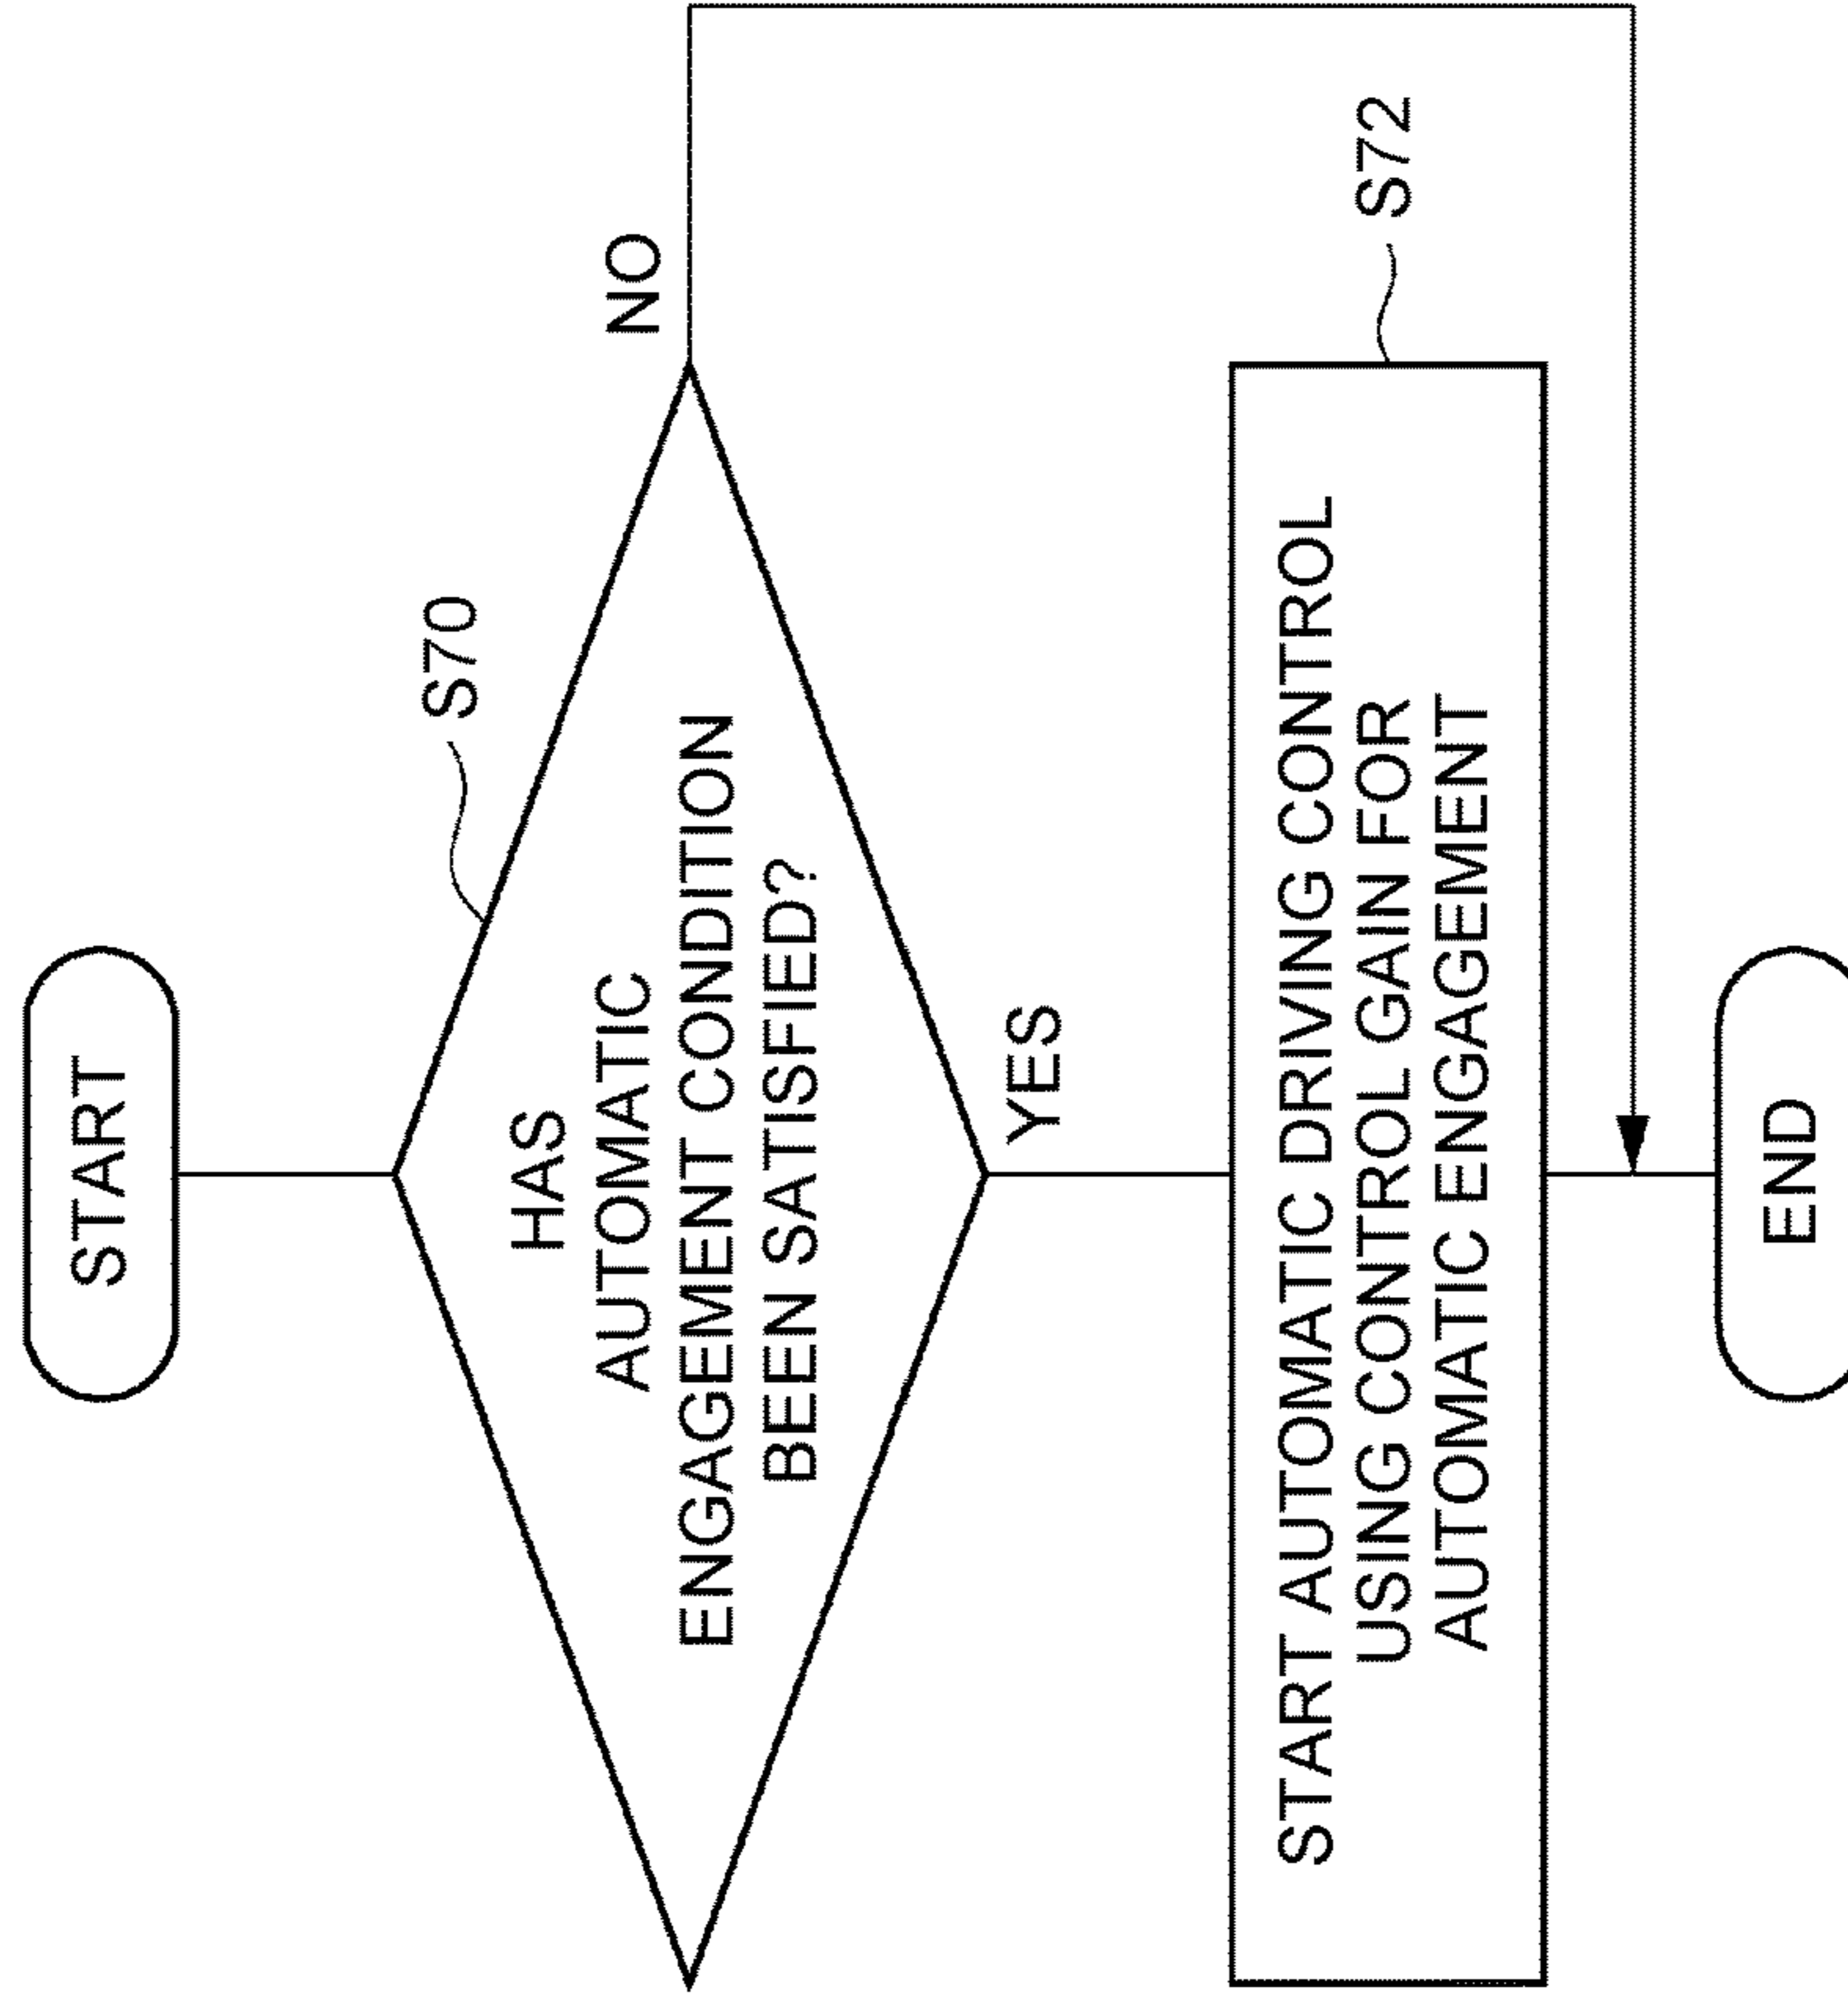 START
S70
HAS
AUTOMATIC
ENGAGEMENT CONDITION
BEEN SATISFIED?
NO
YES
S72
START AUTOMATIC DRIVING CONTROL
USING CONTROL GAIN FOR
AUTOMATIC ENGAGEMENT
END